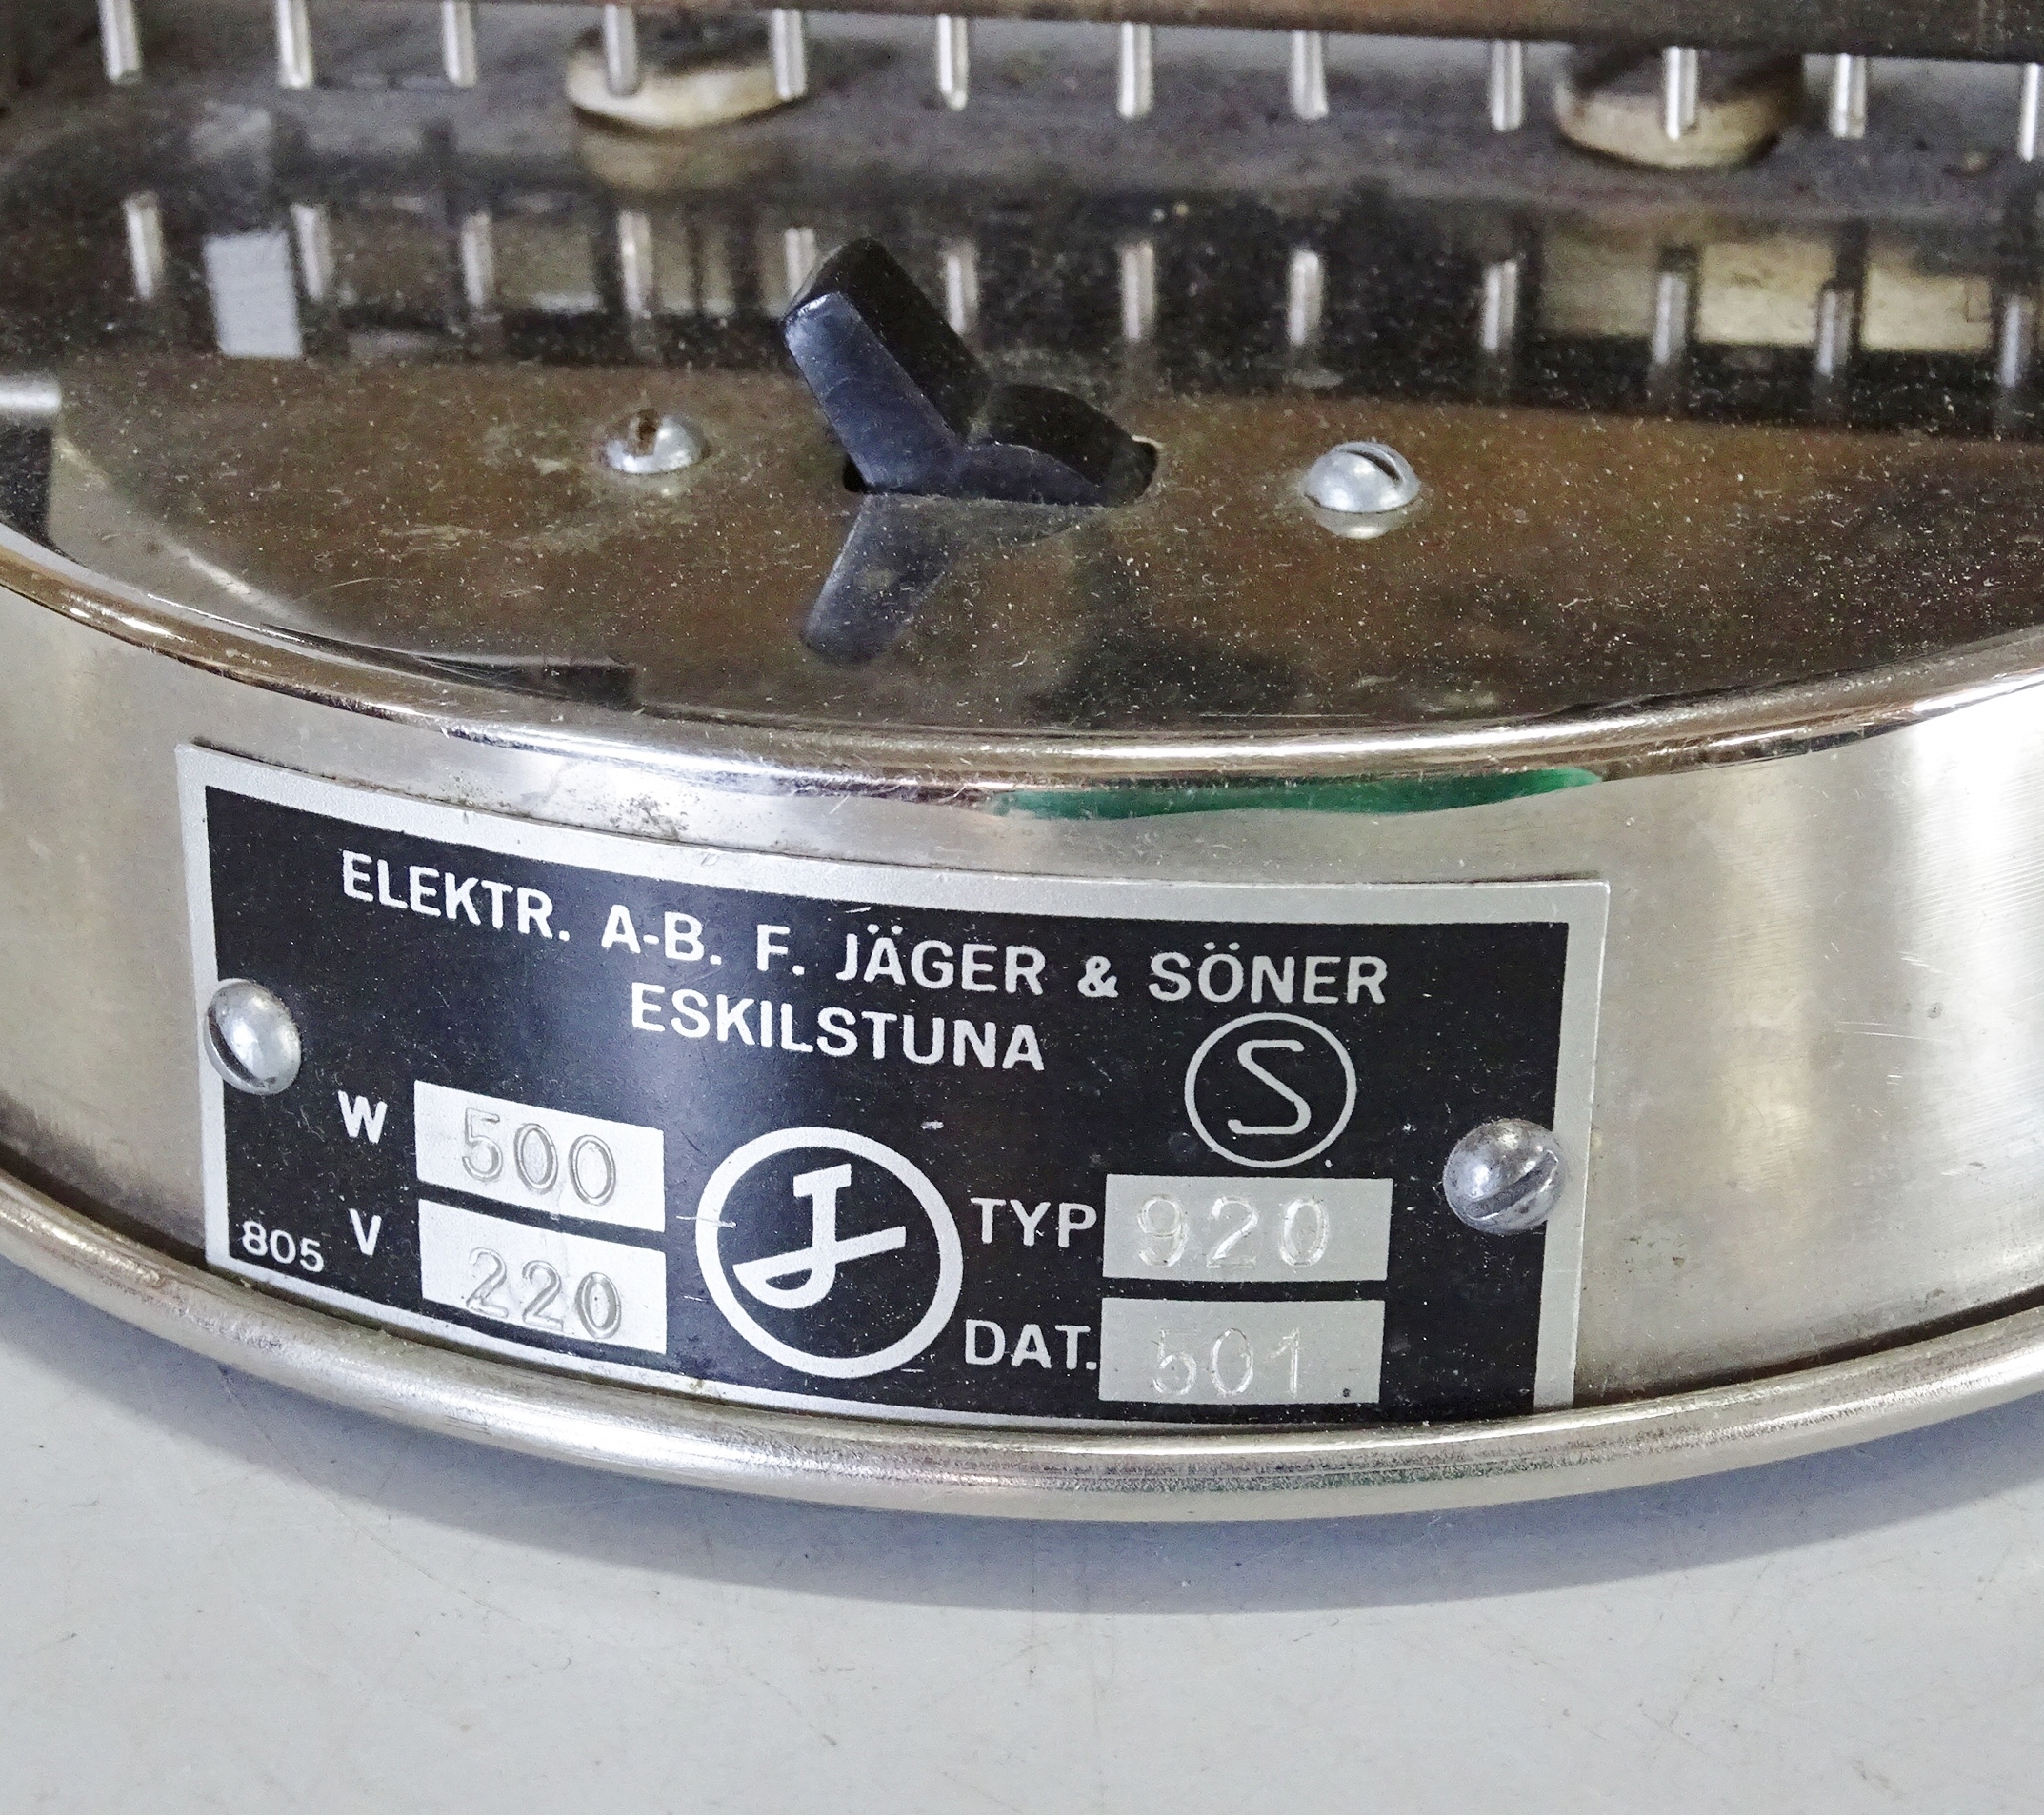 ELEKTR. A-B. F. JÄGER & SÖNER
ESKILSTUNA
S
W 500
V 220
805
J
TYP 920
DAT. 501